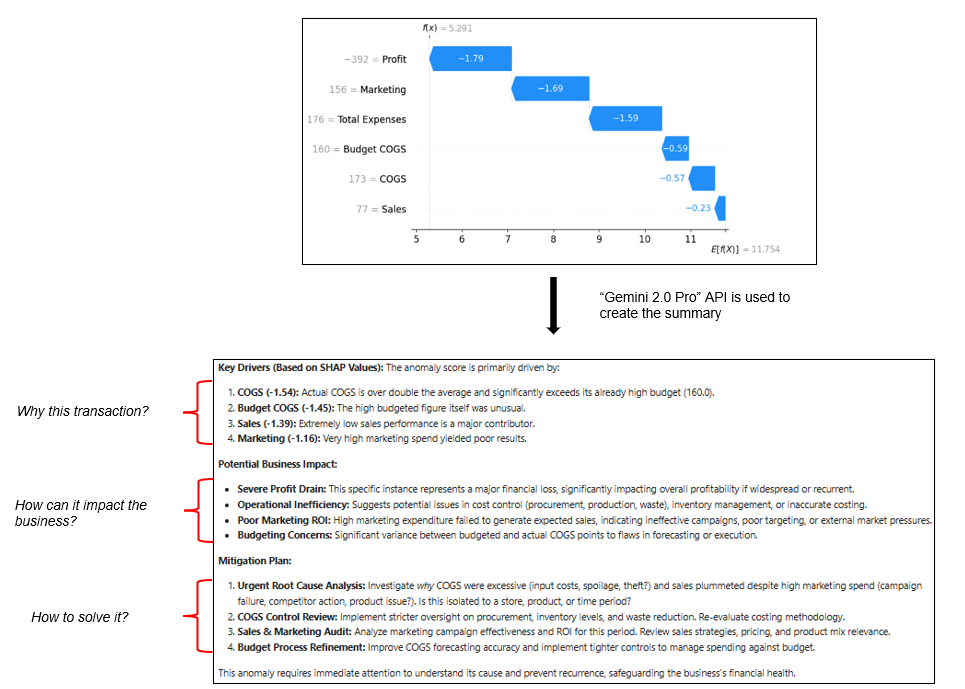 f(x) = 5.291
−392 = Profit
−1.79
156 = Marketing
−1.69
176 = Total Expenses
−1.59
160 = Budget COGS
−0.59
173 = COGS
−0.57
77 = Sales
−0.23
5 6 7 8 9 10 11
E[f(X)] = 11.754
“Gemini 2.0 Pro” API is used to
create the summary
Key Drivers (Based on SHAP Values): The anomaly score is primarily driven by:
Why this transaction?
1. COGS (-1.54): Actual COGS is over double the average and significantly exceeds its already high budget (160.0).
2. Budget COGS (-1.45): The high budgeted figure itself was unusual.
3. Sales (-1.39): Extremely low sales performance is a major contributor.
4. Marketing (-1.16): Very high marketing spend yielded poor results.
Potential Business Impact:
How can it impact the
business?
• Severe Profit Drain: This specific instance represents a major financial loss, significantly impacting overall profitability if widespread or recurrent.
• Operational Inefficiency: Suggests potential issues in cost control (procurement, production, waste), inventory management, or inaccurate costing.
• Poor Marketing ROI: High marketing expenditure failed to generate expected sales, indicating ineffective campaigns, poor targeting, or external market pressures.
• Budgeting Concerns: Significant variance between budgeted and actual COGS points to flaws in forecasting or execution.
Mitigation Plan:
How to solve it?
1. Urgent Root Cause Analysis: Investigate why COGS were excessive (input costs, spoilage, theft?) and sales plummeted despite high marketing spend (campaign
failure, competitor action, product issue?). Is this isolated to a store, product, or time period?
2. COGS Control Review: Implement stricter oversight on procurement, inventory levels, and waste reduction. Re-evaluate costing methodology.
3. Sales & Marketing Audit: Analyze marketing campaign effectiveness and ROI for this period. Review sales strategies, pricing, and product mix relevance.
4. Budget Process Refinement: Improve COGS forecasting accuracy and implement tighter controls to manage spending against budget.
This anomaly requires immediate attention to understand its cause and prevent recurrence, safeguarding the business's financial health.